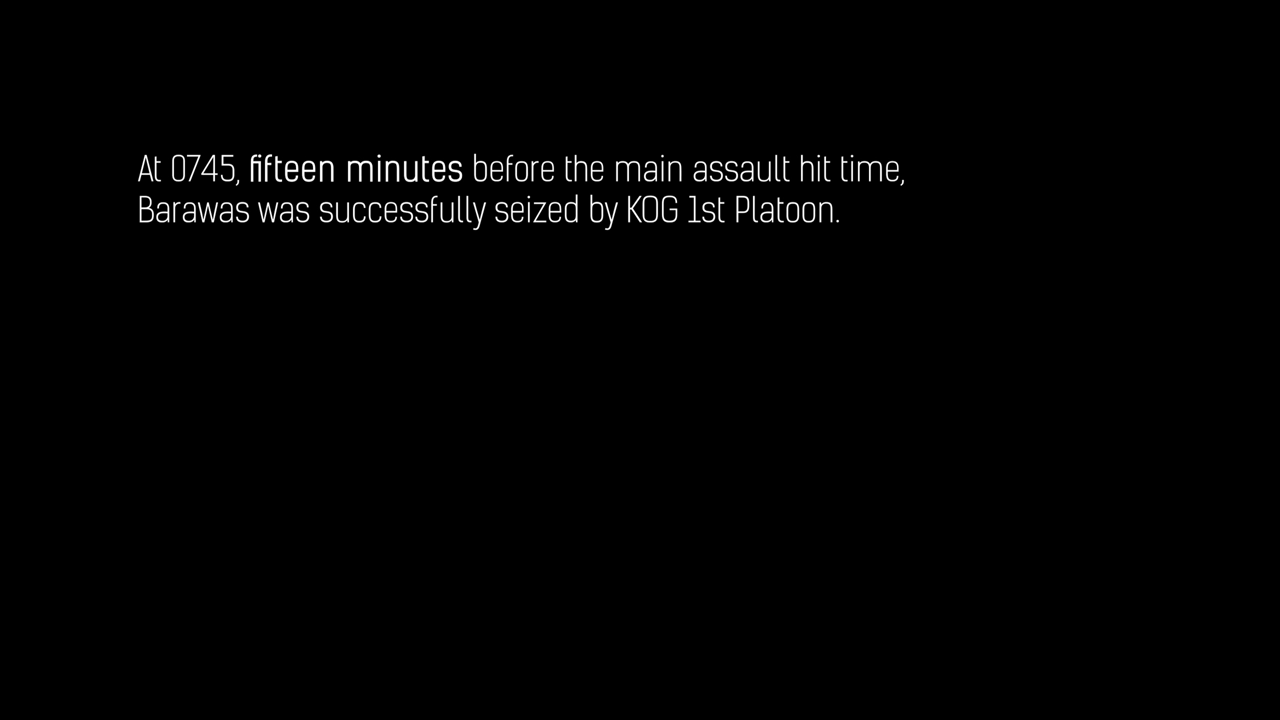 At 0745, fifteen minutes before the main assault hit time,
Barawas was successfully seized by KOG 1st Platoon.